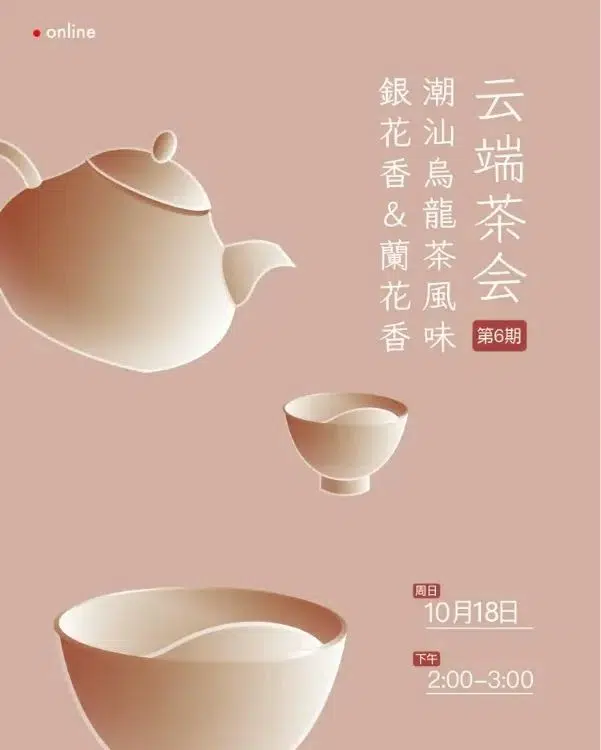 online
云端茶会
第6期
潮汕烏龍茶風味
銀花香&蘭花香
周日
10月18日
下午
2:00-3:00